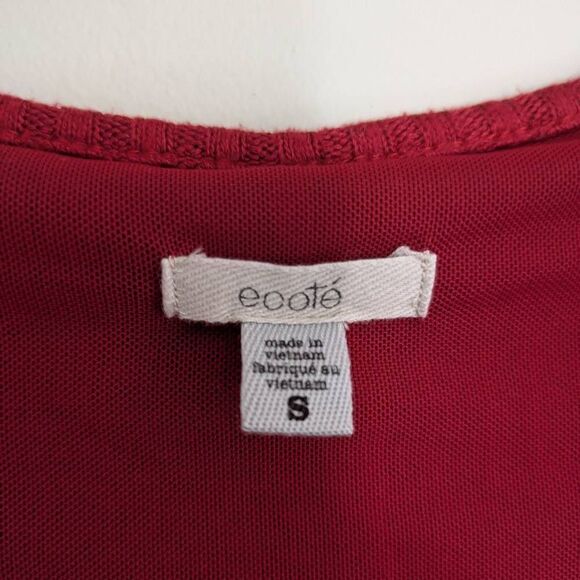 ecoté
made in
vietnam
fabriqué au
vietnam
S